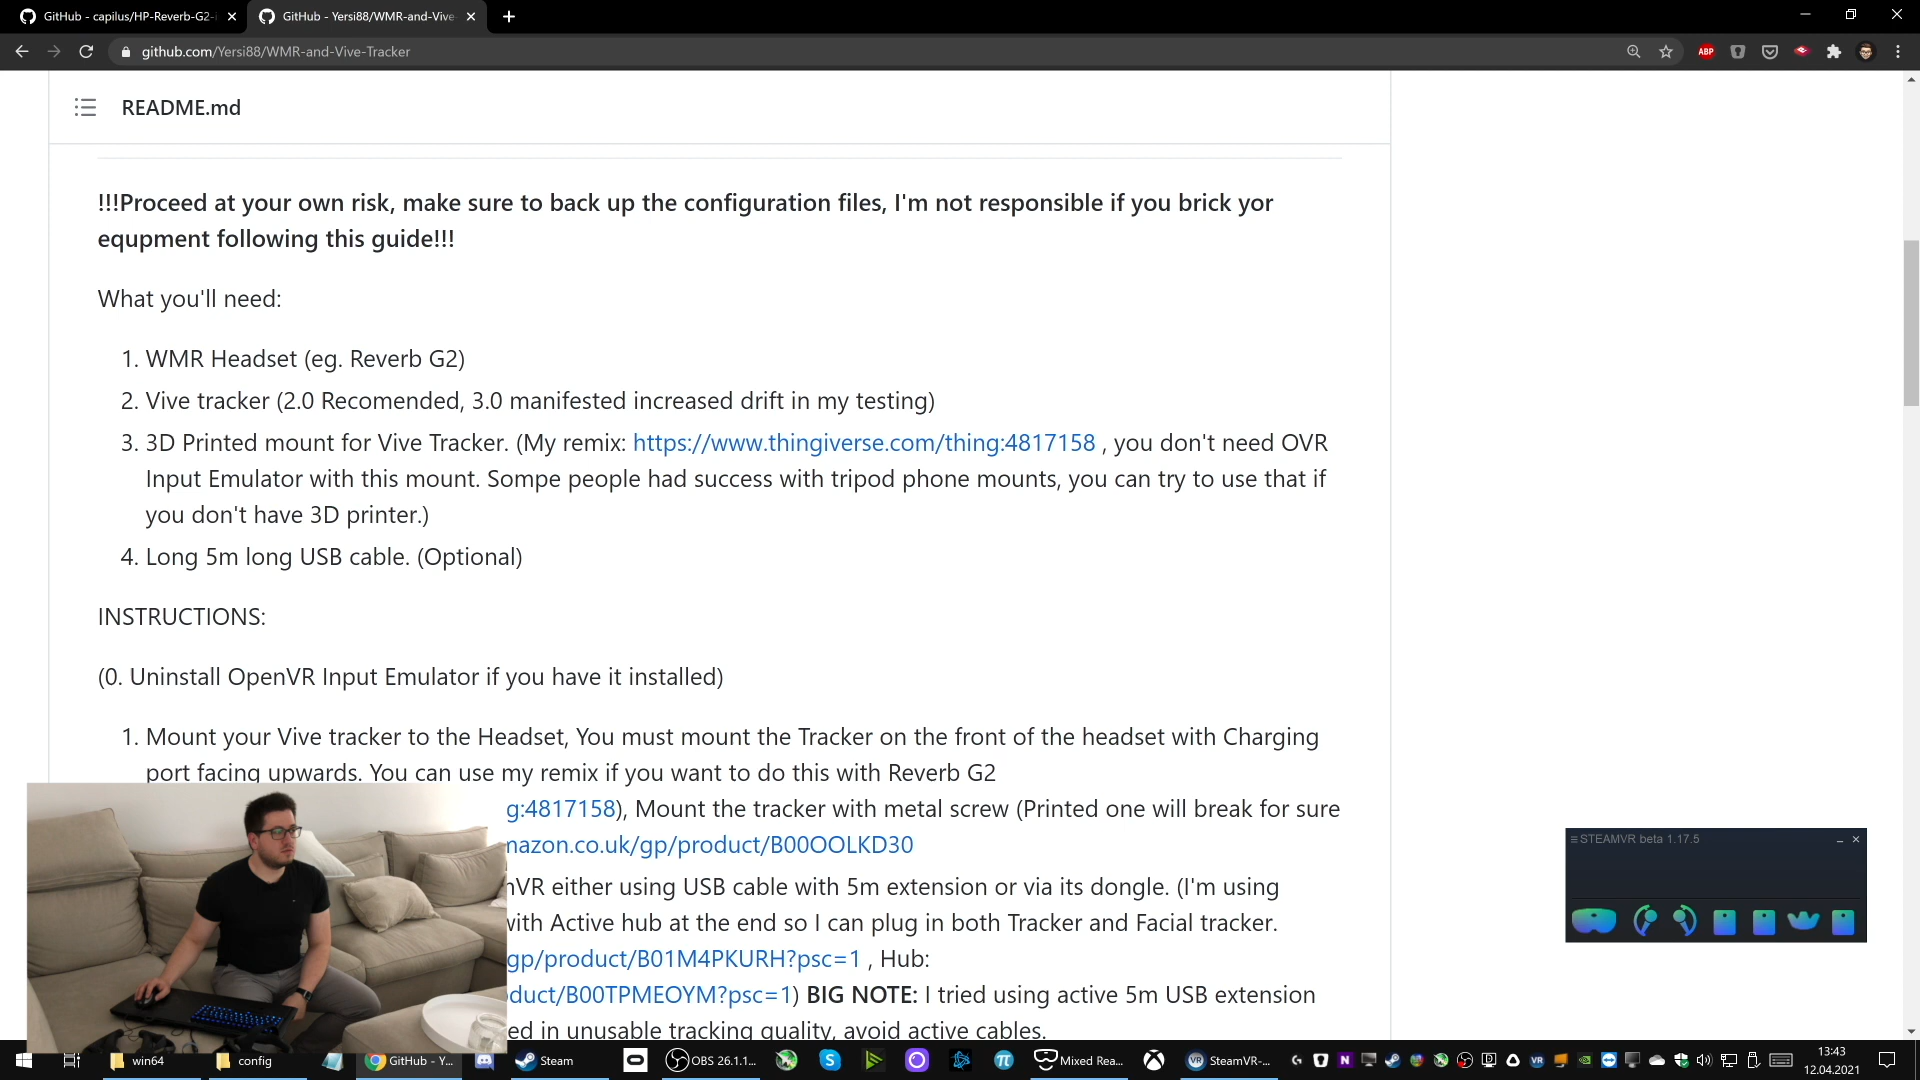 GitHub - capilus/HP-Reverb-G2-i
GitHub - Yersi88/WMR-and-Vive-
github.com/Yersi88/WMR-and-Vive-Tracker
ABP
README.md
!!!Proceed at your own risk, make sure to back up the configuration files, I'm not responsible if you brick yor
equpment following this guide!!!
What you'll need:
1. WMR Headset (eg. Reverb G2)
2. Vive tracker (2.0 Recomended, 3.0 manifested increased drift in my testing)
3. 3D Printed mount for Vive Tracker. (My remix: https://www.thingiverse.com/thing:4817158 , you don't need OVR
Input Emulator with this mount. Sompe people had success with tripod phone mounts, you can try to use that if
you don't have 3D printer.)
4. Long 5m long USB cable. (Optional)
INSTRUCTIONS:
(0. Uninstall OpenVR Input Emulator if you have it installed)
1. Mount your Vive tracker to the Headset, You must mount the Tracker on the front of the headset with Charging
port facing upwards. You can use my remix if you want to do this with Reverb G2
g:4817158), Mount the tracker with metal screw (Printed one will break for sure
mazon.co.uk/gp/product/B00OOLKD30
nVR either using USB cable with 5m extension or via its dongle. (I'm using
with Active hub at the end so I can plug in both Tracker and Facial tracker.
gp/product/B01M4PKURH?psc=1 , Hub:
duct/B00TPMEOYM?psc=1) BIG NOTE: I tried using active 5m USB extension
ed in unusable tracking quality, avoid active cables.
STEAMVR beta 1.17.5
win64
config
GitHub - Y...
Steam
OBS 26.1.1...
Mixed Rea...
SteamVR-...
13:43
12.04.2021